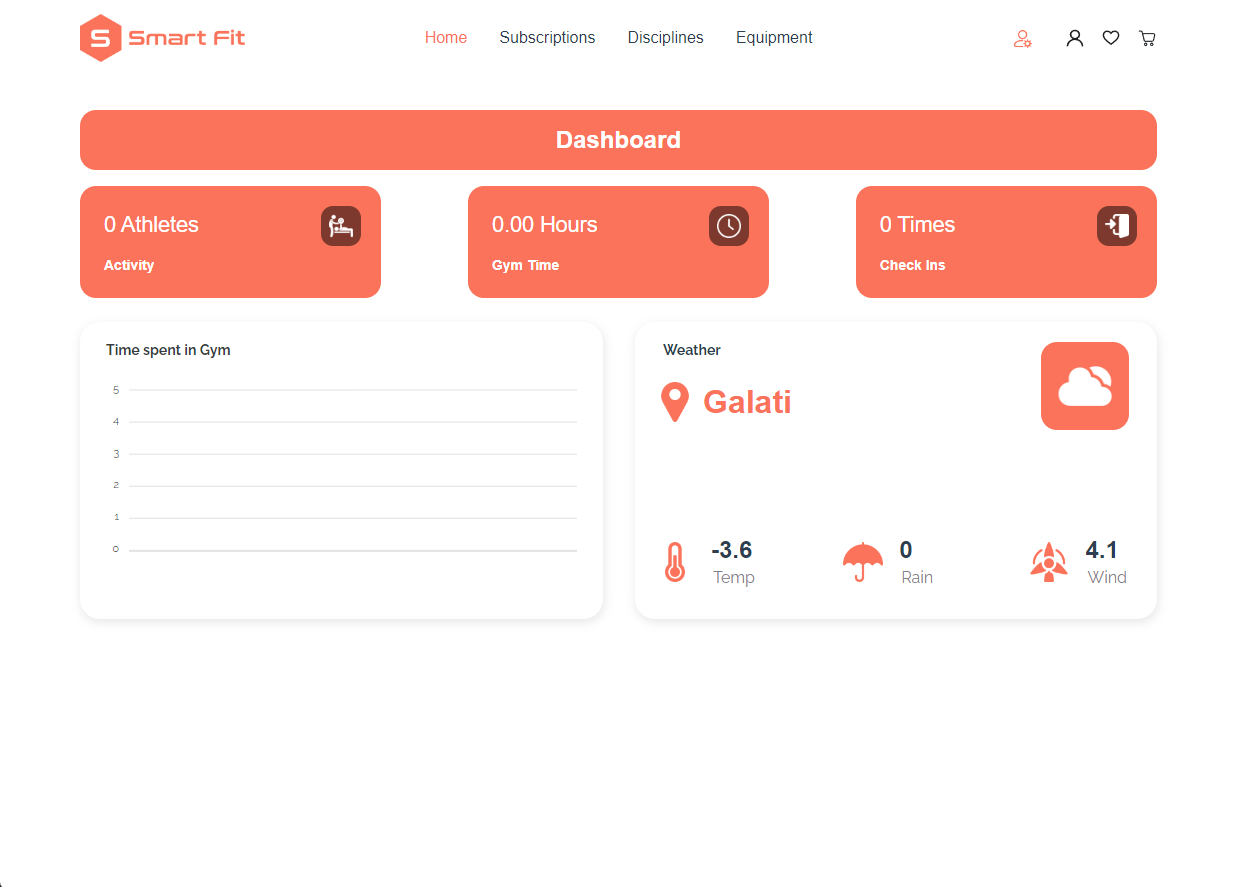 S Smart Fit
Home Subscriptions Disciplines Equipment
Dashboard
0 Athletes
Activity
0.00 Hours
Gym Time
0 Times
Check Ins
Time spent in Gym
5
4
3
2
1
0
Weather
Galati
-3.6
Temp
0
Rain
4.1
Wind